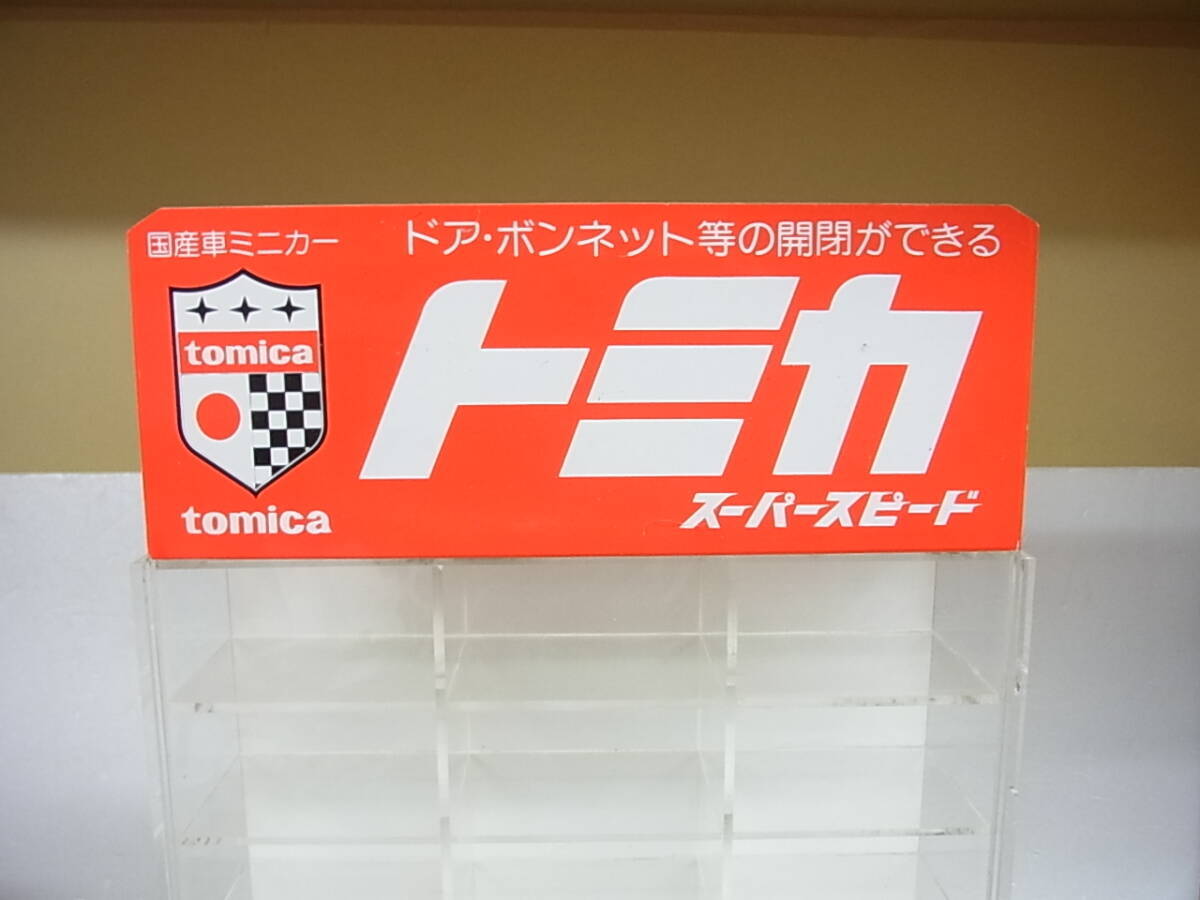 国産車ミニカー
ドア・ボンネット等の開閉ができる
tomica
トミカ
tomica
スーパースピード